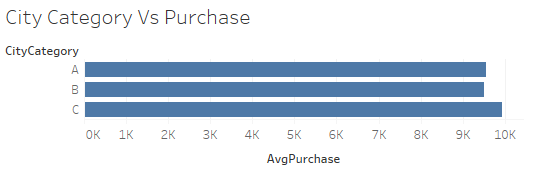 City Category Vs Purchase
CityCategory
A
B
C
0K 1K 2K 3K 4K 5K 6K 7K 8K 9K 10K
AvgPurchase